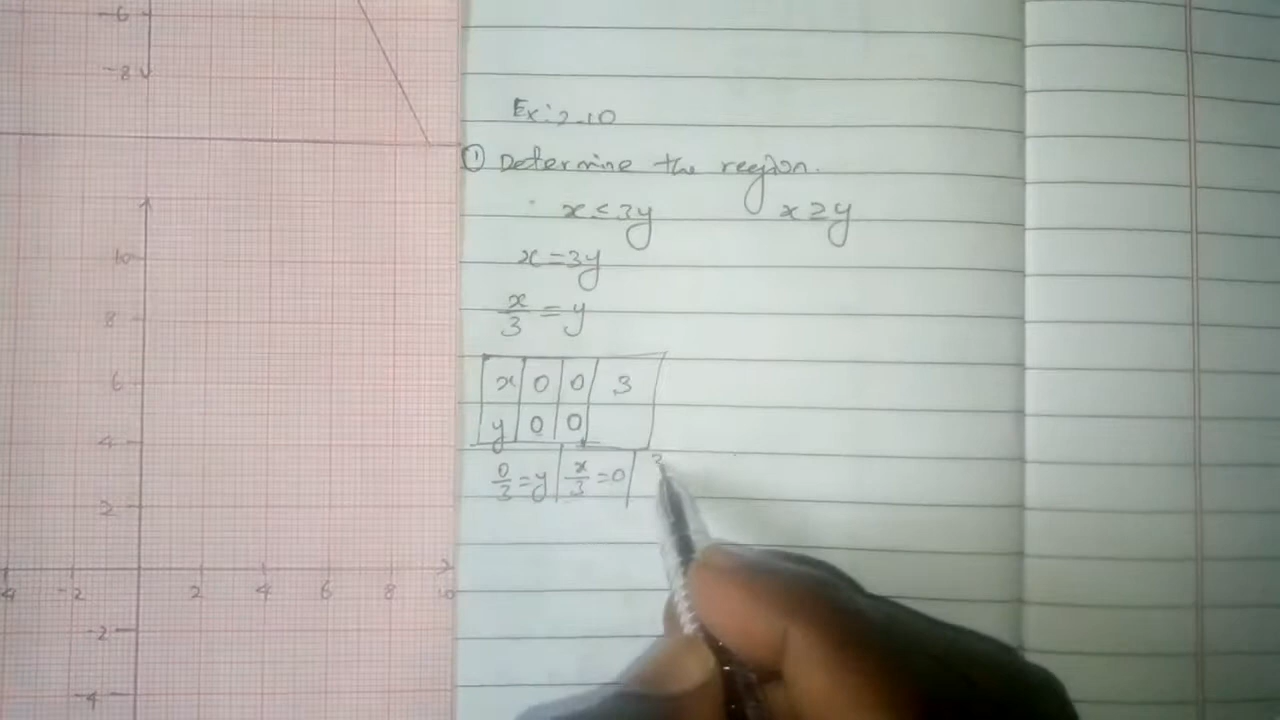 -6
-8
10
8
6
4
2
-4 -2 2 4 6 8 10
-2
-4
Ex: 2.10
① Determine the region.
x < 3y x ≥ y
x = 3y
x/3 = y
x 0 0 3
y 0 0
0/3 = y | x/3 = 0 |